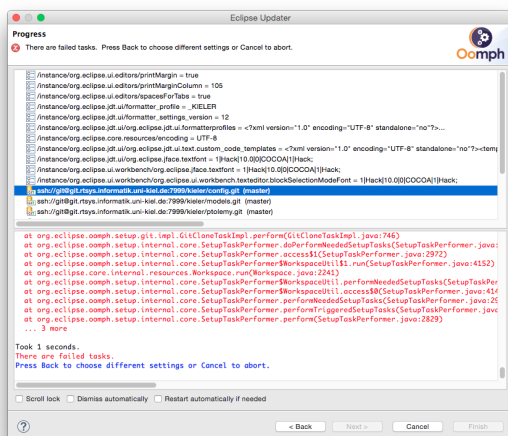 Eclipse Updater
Progress
There are failed tasks. Press Back to choose different settings or Cancel to abort.
Oomph
/instance/org.eclipse.ui.editors/printMargin = true
/instance/org.eclipse.ui.editors/printMarginColumn = 105
/instance/org.eclipse.ui.editors/spacesForTabs = true
/instance/org.eclipse.jdt.ui/formatter_profile = _KIELER
/instance/org.eclipse.jdt.ui/formatter_settings_version = 12
/instance/org.eclipse.jdt.ui/org.eclipse.jdt.ui.formatterprofiles = <?xml version="1.0" encoding="UTF-8" standalone="no"?>...
/instance/org.eclipse.core.resources/encoding = UTF-8
/instance/org.eclipse.jdt.ui/org.eclipse.jdt.ui.text.custom_code_templates = <?xml version="1.0" encoding="UTF-8" standalone="no"?><temp
/instance/org.eclipse.jdt.ui/org.eclipse.jface.textfont = 1|Hack|10.0|0|COCOA|1|Hack;
/instance/org.eclipse.ui.workbench/org.eclipse.jface.textfont = 1|Hack|10.0|0|COCOA|1|Hack;
/instance/org.eclipse.ui.workbench/org.eclipse.ui.workbench.texteditor.blockSelectionModeFont = 1|Hack|10.0|0|COCOA|1|Hack;
ssh://git@git.rtsys.informatik.uni-kiel.de:7999/kieler/config.git (master)
ssh://git@git.rtsys.informatik.uni-kiel.de:7999/kieler/models.git (master)
ssh://git@git.rtsys.informatik.uni-kiel.de:7999/kieler/ptolemy.git (master)
at org.eclipse.oomph.setup.git.impl.GitCloneTaskImpl.perform(GitCloneTaskImpl.java:746)
at org.eclipse.oomph.setup.internal.core.SetupTaskPerformer.doPerformNeededSetupTasks(SetupTaskPerformer.java:
at org.eclipse.oomph.setup.internal.core.SetupTaskPerformer.access$1(SetupTaskPerformer.java:2972)
at org.eclipse.oomph.setup.internal.core.SetupTaskPerformer$WorkspaceUtil$1.run(SetupTaskPerformer.java:4152)
at org.eclipse.core.internal.resources.Workspace.run(Workspace.java:2241)
at org.eclipse.oomph.setup.internal.core.SetupTaskPerformer$WorkspaceUtil.performNeededSetupTasks(SetupTaskPer
at org.eclipse.oomph.setup.internal.core.SetupTaskPerformer$WorkspaceUtil.access$0(SetupTaskPerformer.java:414
at org.eclipse.oomph.setup.internal.core.SetupTaskPerformer.performNeededSetupTasks(SetupTaskPerformer.java:29
at org.eclipse.oomph.setup.internal.core.SetupTaskPerformer.performTriggeredSetupTasks(SetupTaskPerformer.java
at org.eclipse.oomph.setup.internal.core.SetupTaskPerformer.perform(SetupTaskPerformer.java:2829)
... 3 more
Took 1 seconds.
There are failed tasks.
Press Back to choose different settings or Cancel to abort.
Scroll lock Dismiss automatically Restart automatically if needed
? < Back Next > Cancel Finish